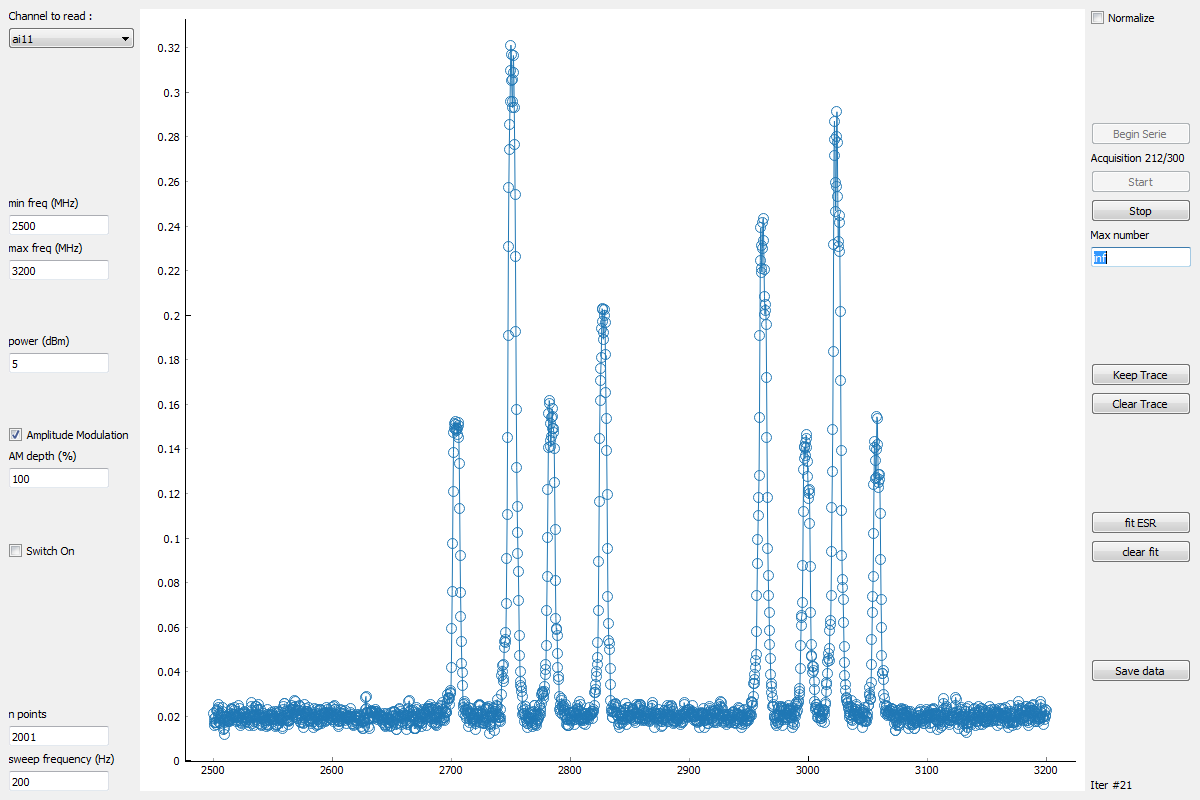 Channel to read :
ai11
min freq (MHz)
2500
max freq (MHz)
3200
power (dBm)
5
Amplitude Modulation
AM depth (%)
100
Switch On
n points
2001
sweep frequency (Hz)
200
0.32
0.3
0.28
0.26
0.24
0.22
0.2
0.18
0.16
0.14
0.12
0.1
0.08
0.06
0.04
0.02
0
2500
2600
2700
2800
2900
3000
3100
3200
Normalize
Begin Serie
Acquisition 212/300
Start
Stop
Max number
inf
Keep Trace
Clear Trace
fit ESR
clear fit
Save data
Iter #21